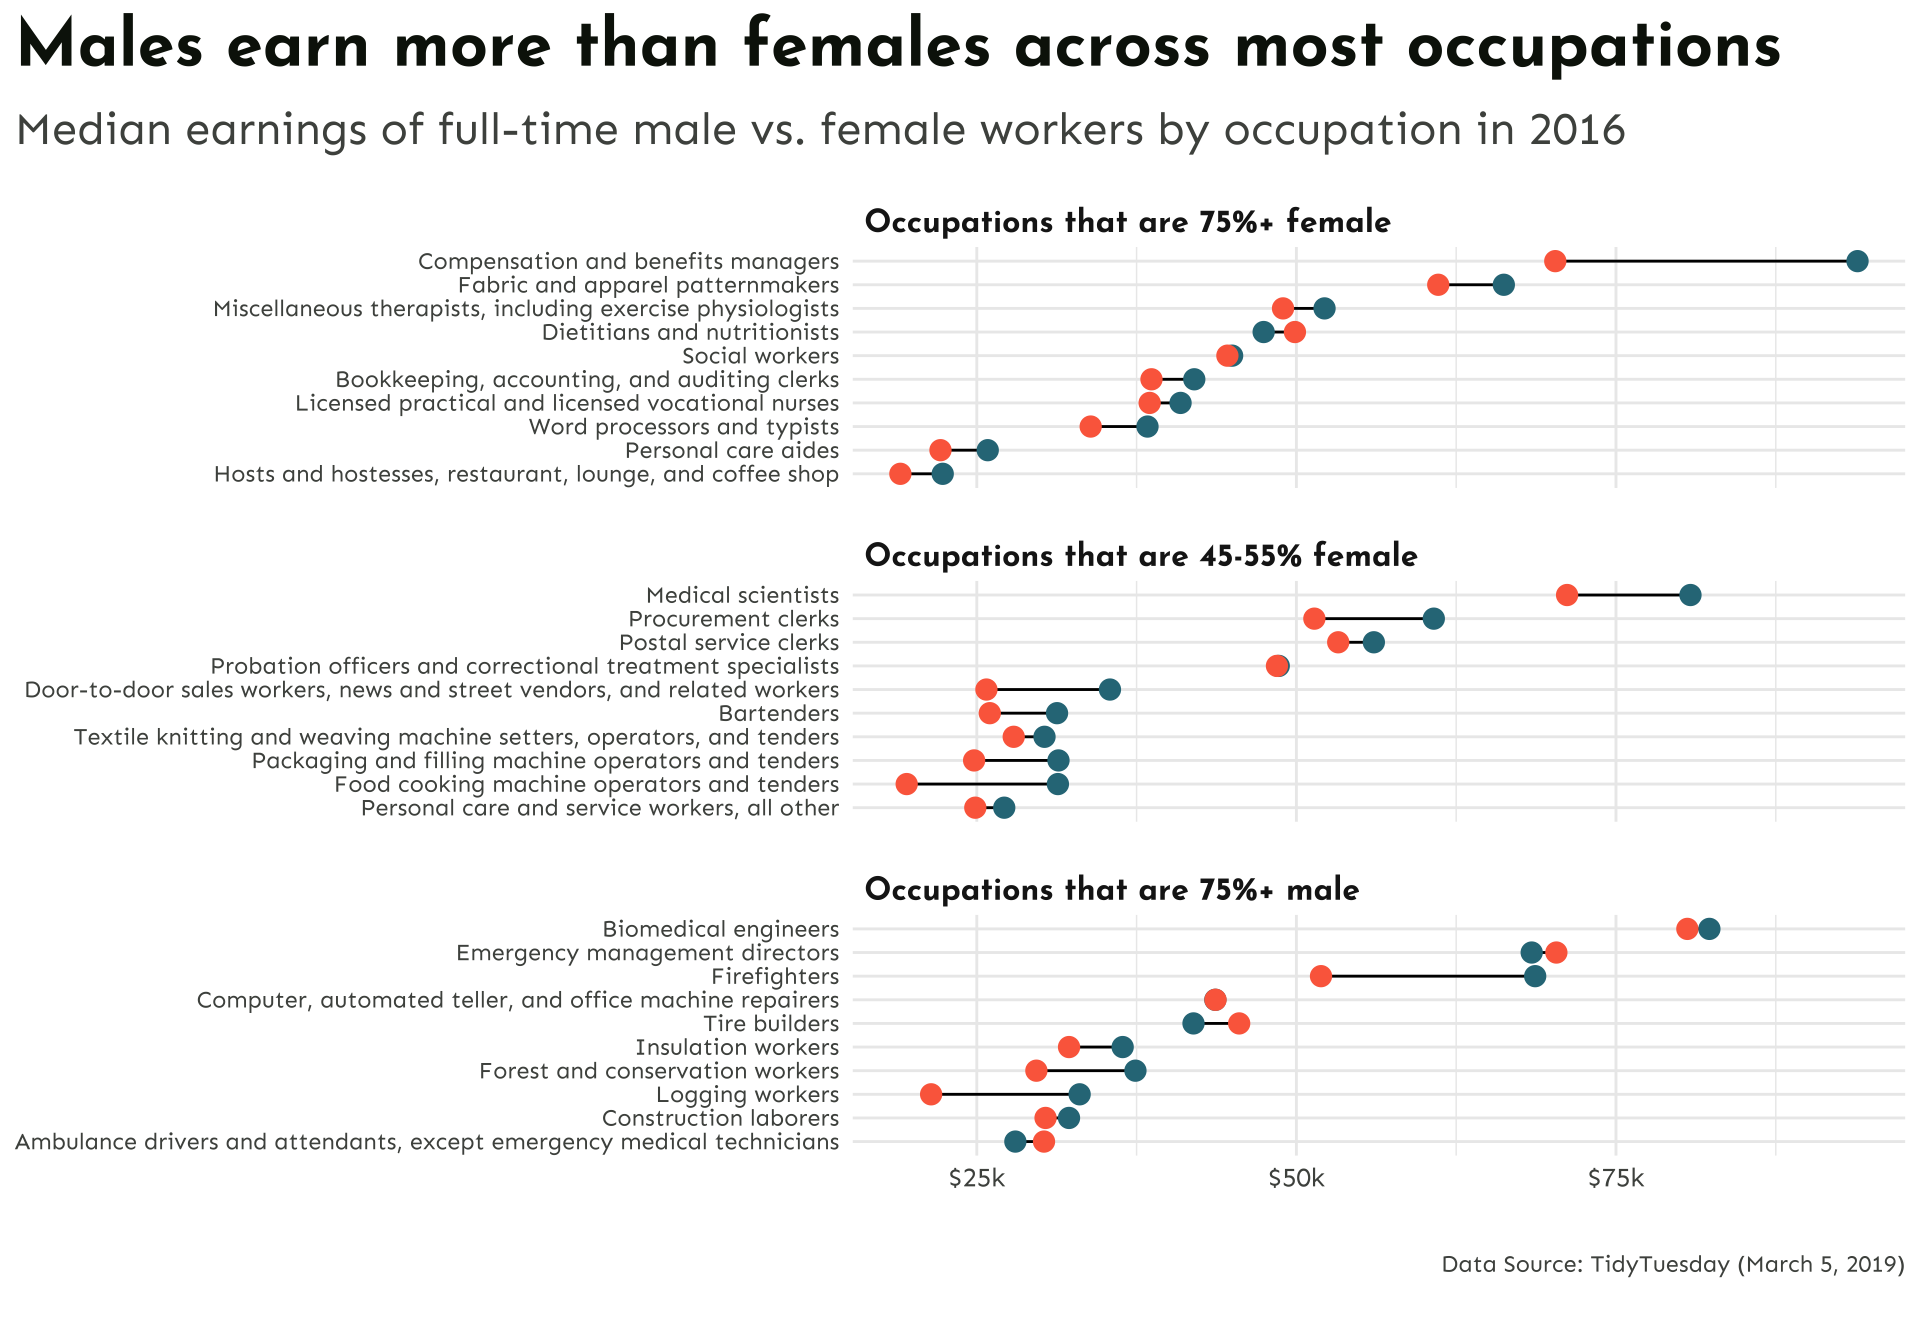 Males earn more than females across most occupations
Median earnings of full-time male vs. female workers by occupation in 2016
Occupations that are 75%+ female
Compensation and benefits managers
Fabric and apparel patternmakers
Miscellaneous therapists, including exercise physiologists
Dietitians and nutritionists
Social workers
Bookkeeping, accounting, and auditing clerks
Licensed practical and licensed vocational nurses
Word processors and typists
Personal care aides
Hosts and hostesses, restaurant, lounge, and coffee shop
Occupations that are 45-55% female
Medical scientists
Procurement clerks
Postal service clerks
Probation officers and correctional treatment specialists
Door-to-door sales workers, news and street vendors, and related workers
Bartenders
Textile knitting and weaving machine setters, operators, and tenders
Packaging and filling machine operators and tenders
Food cooking machine operators and tenders
Personal care and service workers, all other
Occupations that are 75%+ male
Biomedical engineers
Emergency management directors
Firefighters
Computer, automated teller, and office machine repairers
Tire builders
Insulation workers
Forest and conservation workers
Logging workers
Construction laborers
Ambulance drivers and attendants, except emergency medical technicians
$25k $50k $75k
Data Source: TidyTuesday (March 5, 2019)